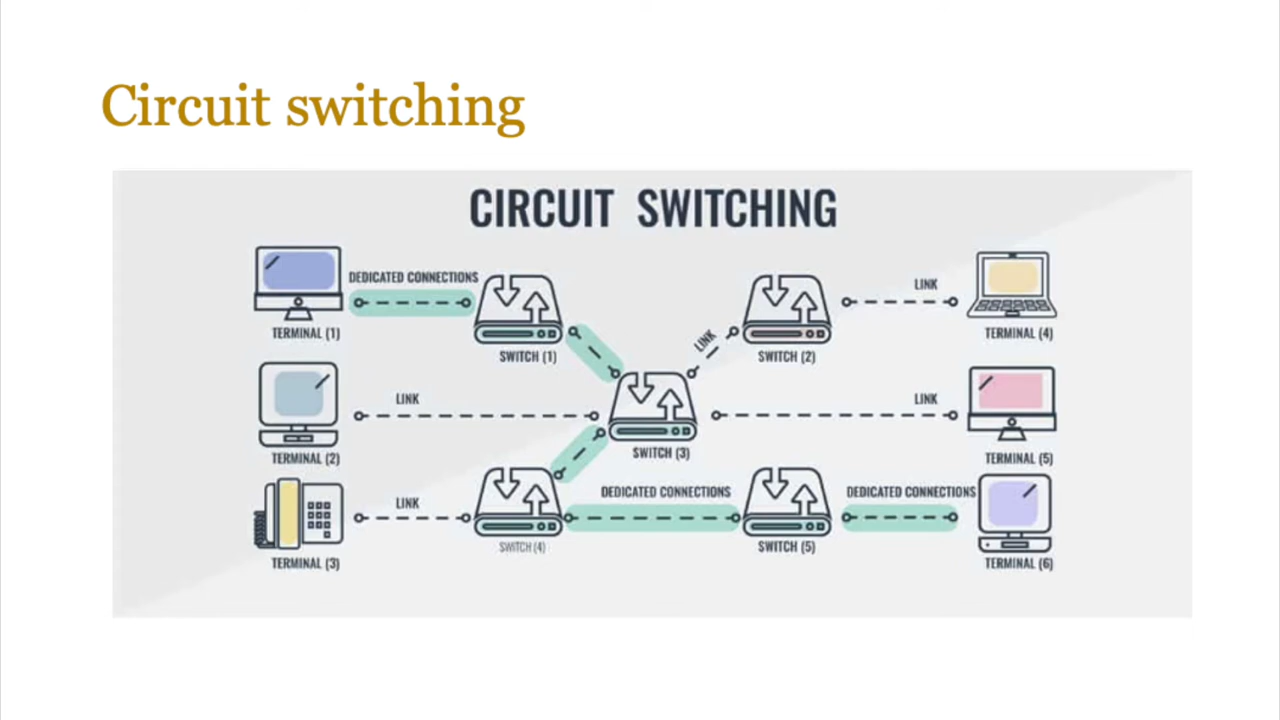 Circuit switching
CIRCUIT SWITCHING
DEDICATED CONNECTIONS
LINK
TERMINAL (1)
SWITCH (1)
LINK
SWITCH (2)
TERMINAL (4)
LINK
LINK
TERMINAL (2)
SWITCH (3)
TERMINAL (5)
LINK
DEDICATED CONNECTIONS
DEDICATED CONNECTIONS
TERMINAL (3)
SWITCH (4)
SWITCH (5)
TERMINAL (6)